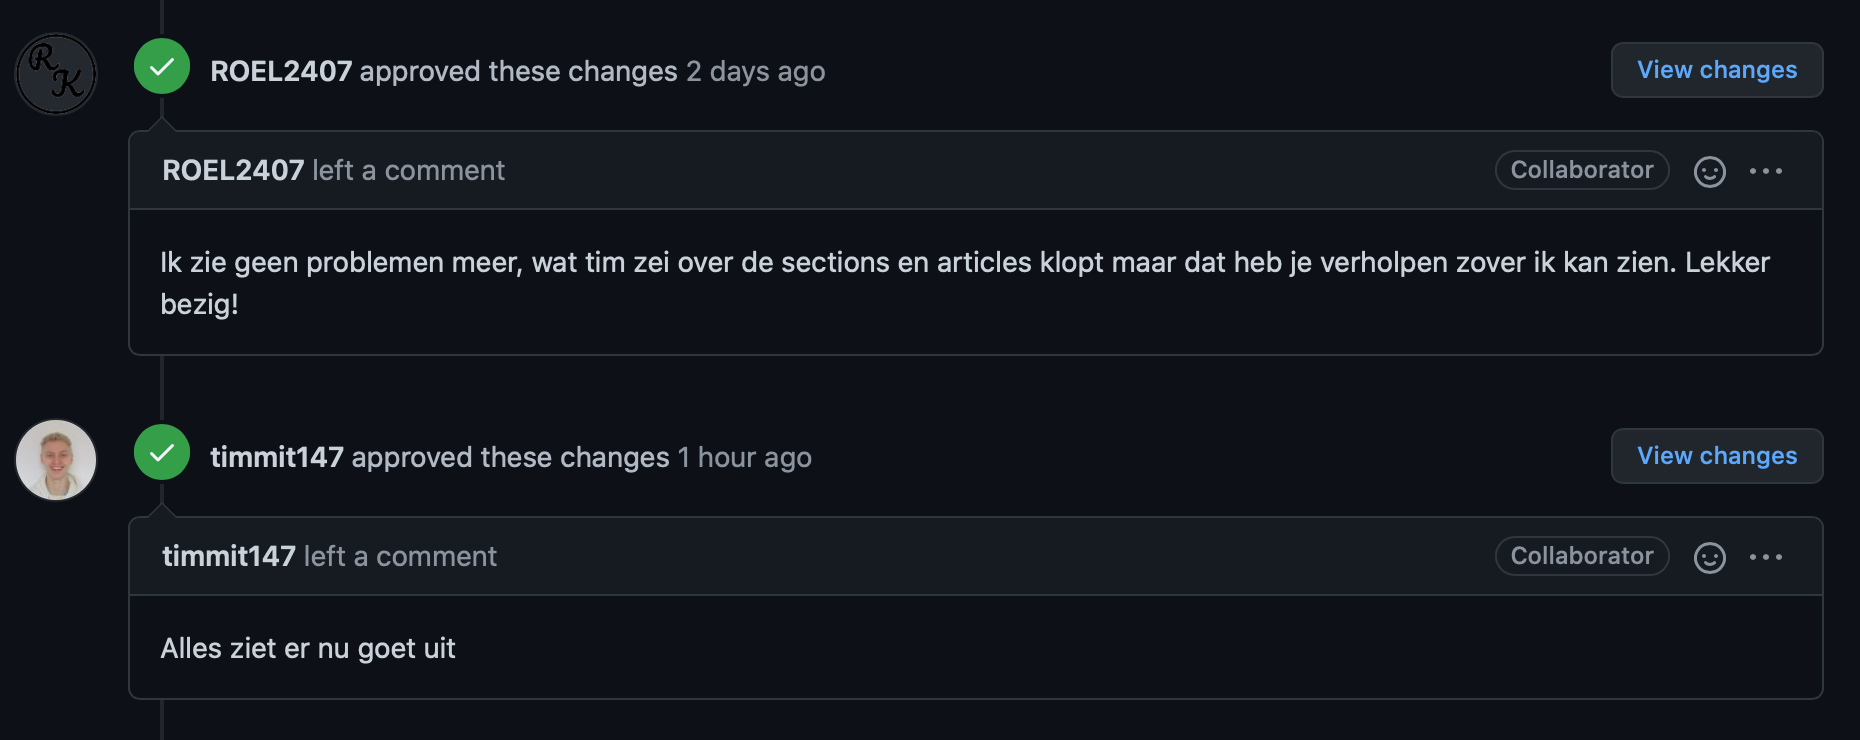 RK
ROEL2407 approved these changes 2 days ago
View changes
ROEL2407 left a comment
Collaborator
Ik zie geen problemen meer, wat tim zei over de sections en articles klopt maar dat heb je verholpen zover ik kan zien. Lekker
bezig!
timmit147 approved these changes 1 hour ago
View changes
timmit147 left a comment
Collaborator
Alles ziet er nu goet uit